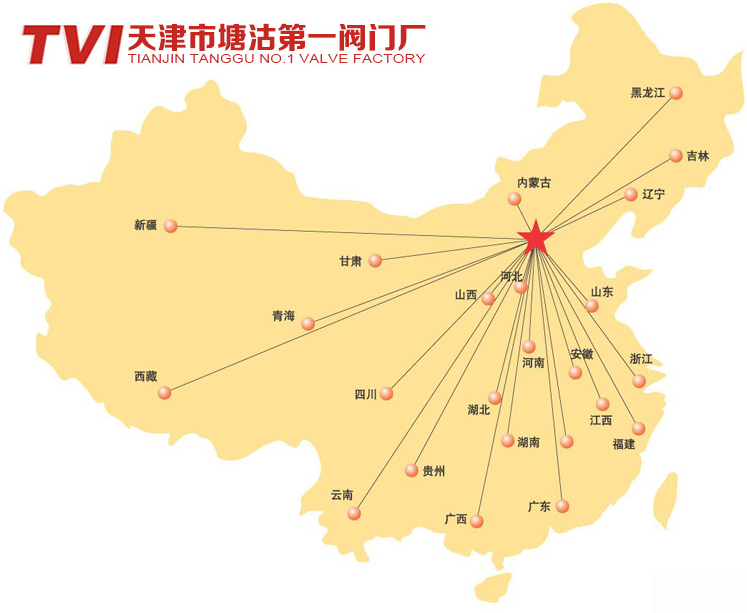 TVI 天津市塘沽第一阀门厂
TIANJIN TANGGU NO.1 VALVE FACTORY
黑龙江
吉林
内蒙古
辽宁
新疆
甘肃
河北
山西
山东
青海
河南
安徽
浙江
西藏
四川
湖北
江西
湖南
福建
贵州
云南
广西
广东